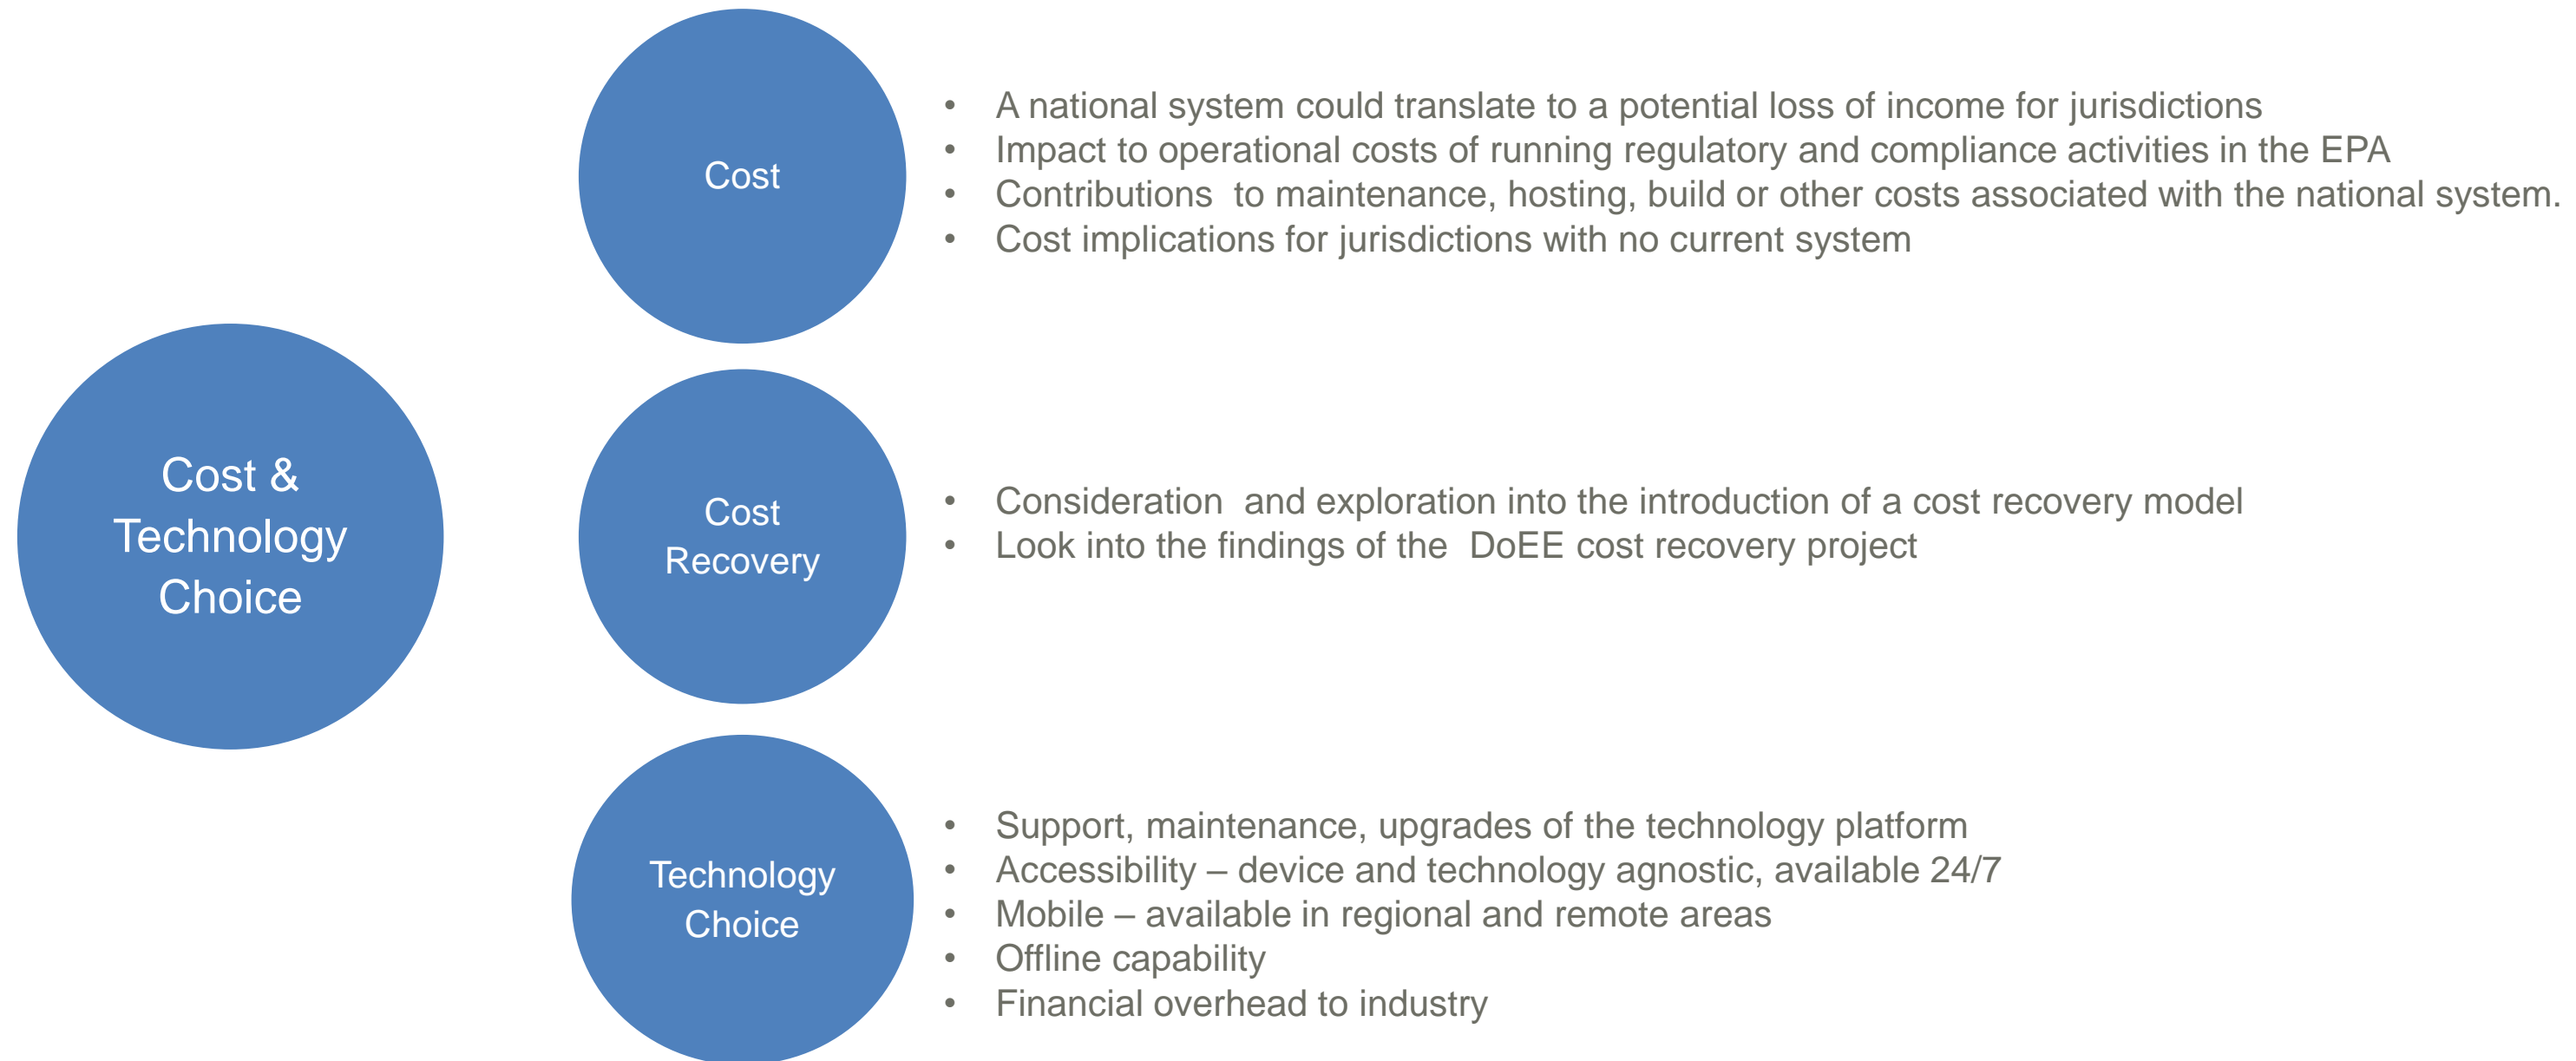 Cost &
Technology
Choice
Cost
• A national system could translate to a potential loss of income for jurisdictions
• Impact to operational costs of running regulatory and compliance activities in the EPA
• Contributions  to maintenance, hosting, build or other costs associated with the national system.
• Cost implications for jurisdictions with no current system
Cost
Recovery
• Consideration  and exploration into the introduction of a cost recovery model
• Look into the findings of the  DoEE cost recovery project
Technology
Choice
• Support, maintenance, upgrades of the technology platform
• Accessibility – device and technology agnostic, available 24/7
• Mobile – available in regional and remote areas
• Offline capability
• Financial overhead to industry